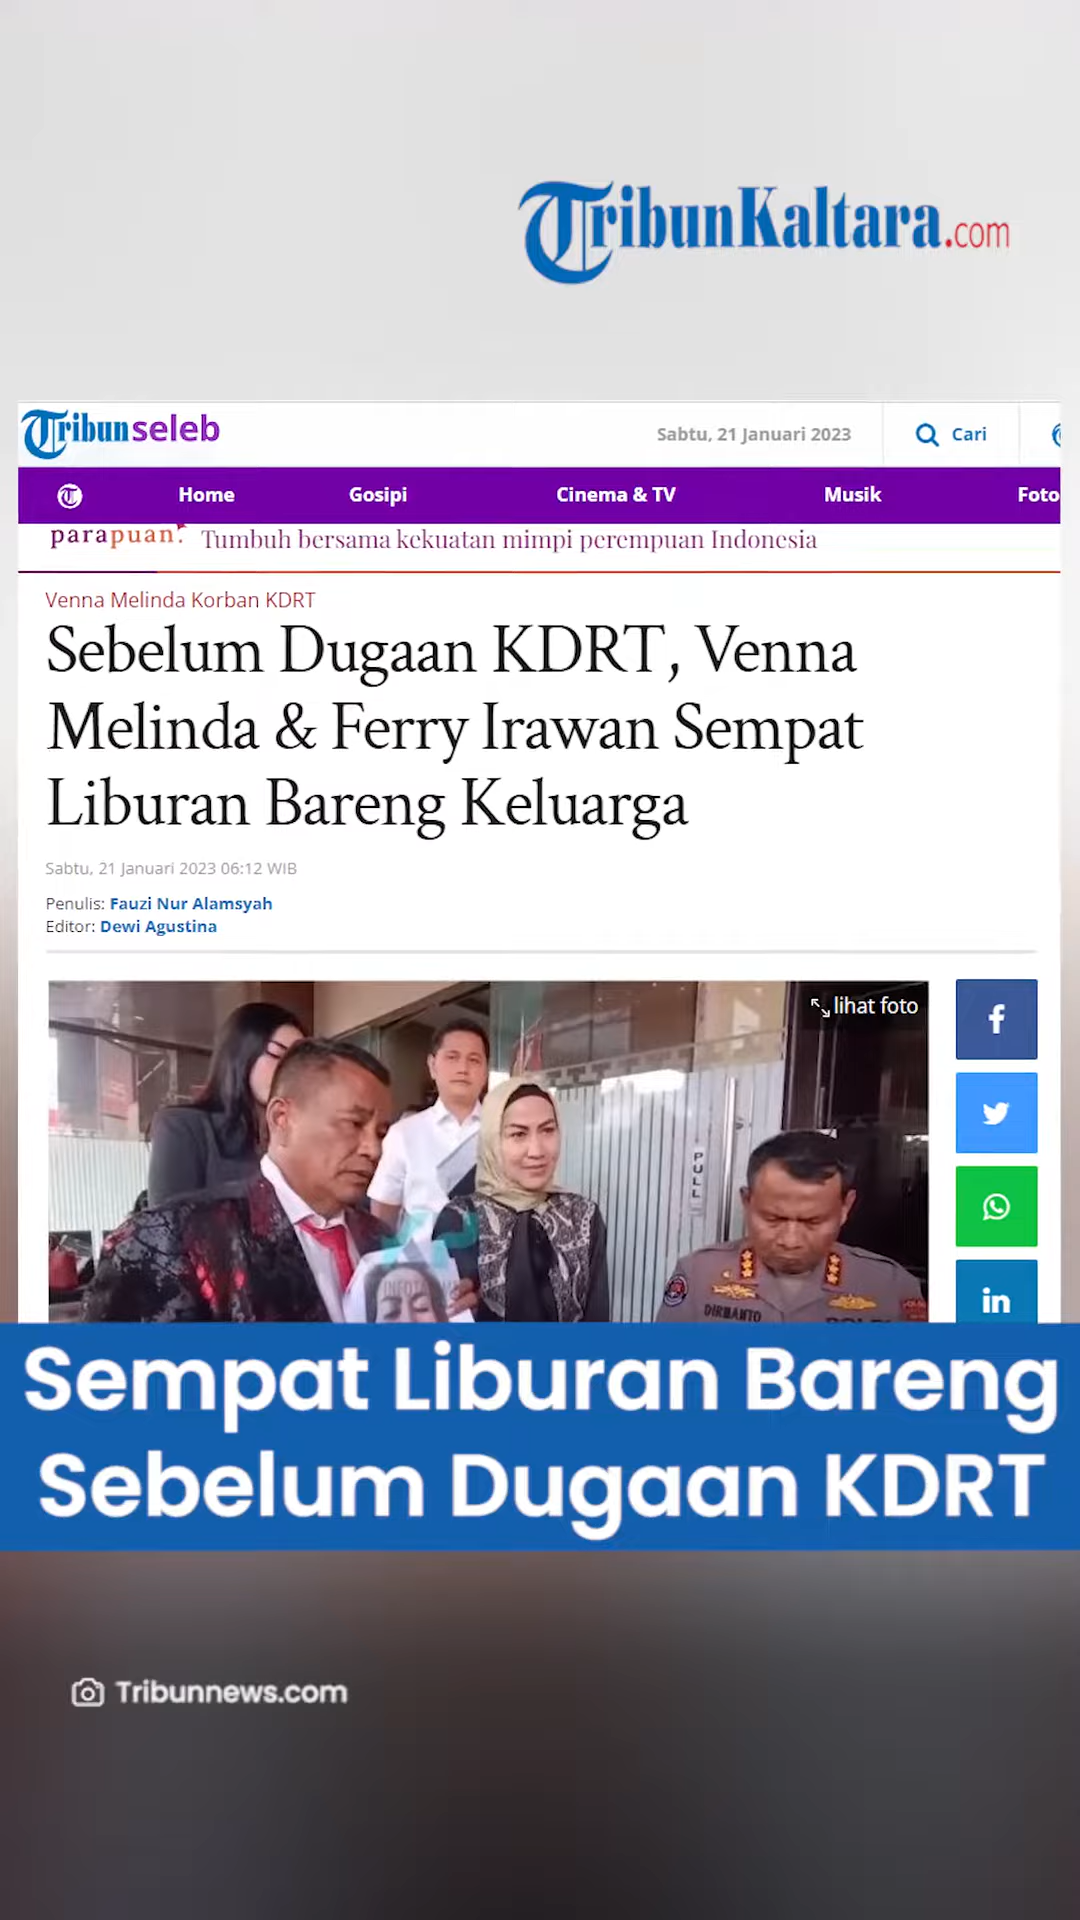 TribunKaltara.com
Tribunseleb
Sabtu, 21 Januari 2023
Cari
Home
Gosipi
Cinema & TV
Musik
Foto
parapuan.
Tumbuh bersama kekuatan mimpi perempuan Indonesia
Venna Melinda Korban KDRT
Sebelum Dugaan KDRT, Venna
Melinda & Ferry Irawan Sempat
Liburan Bareng Keluarga
Sabtu, 21 Januari 2023 06:12 WIB
Penulis: Fauzi Nur Alamsyah
Editor: Dewi Agustina
lihat foto
PULL
DIRMANTO
Sempat Liburan Bareng
Sebelum Dugaan KDRT
Tribunnews.com